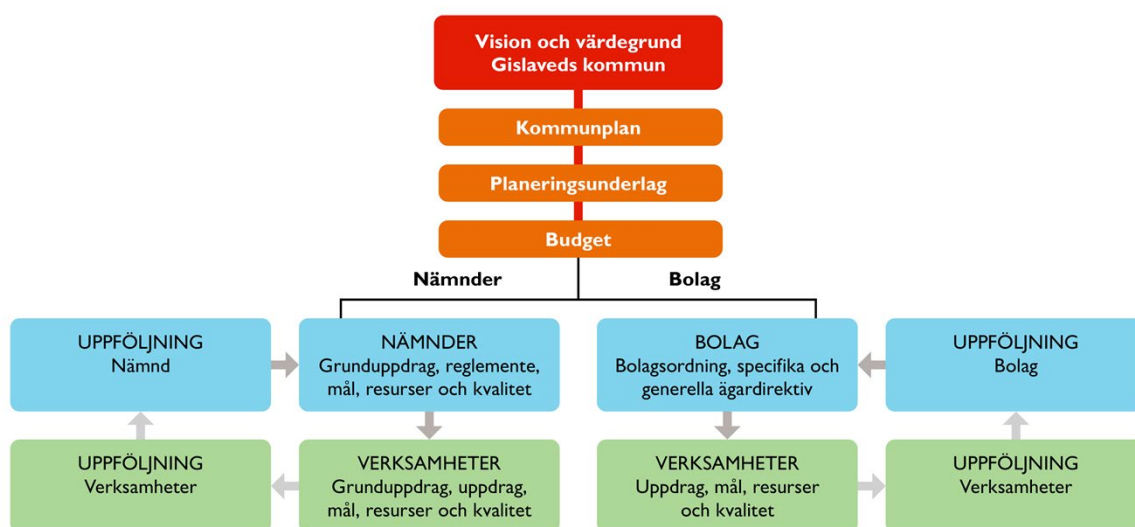 Vision och värdegrund
Gislaveds kommun
Kommunplan
Planeringsunderlag
Budget
Nämnder
Bolag
UPPFÖLJNING
Nämnd
NÄMNDER
Grunduppdrag, reglemente,
mål, resurser och kvalitet
BOLAG
Bolagsordning, specifika och
generella ägardirektiv
UPPFÖLJNING
Bolag
UPPFÖLJNING
Verksamheter
VERKSAMHETER
Grunduppdrag, uppdrag,
mål, resurser och kvalitet
VERKSAMHETER
Uppdrag, mål, resurser
och kvalitet
UPPFÖLJNING
Verksamheter